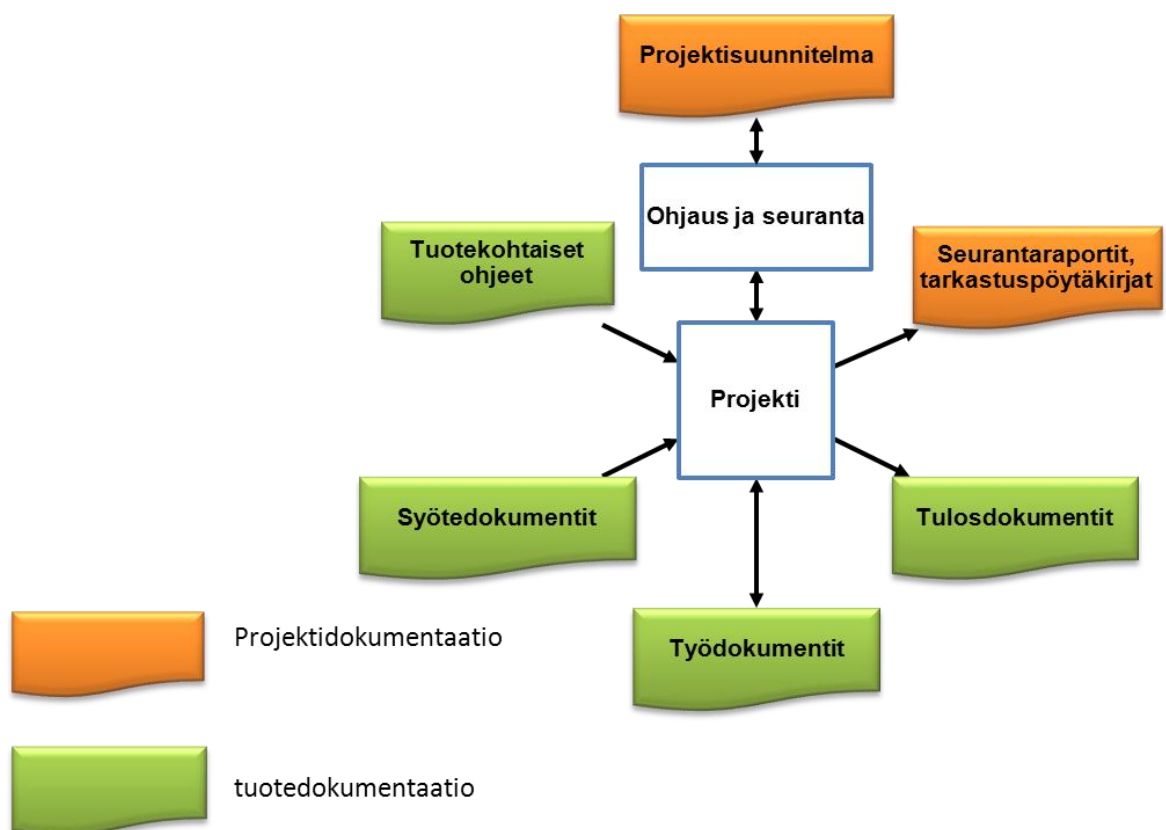 Projektisuunnitelma
Ohjaus ja seuranta
Tuotekohtaiset
ohjeet
Seurantaraportit,
tarkastuspöytäkirjat
Projekti
Syötedokumentit
Tulosdokumentit
Työdokumentit
Projektidokumentaatio
tuotedokumentaatio